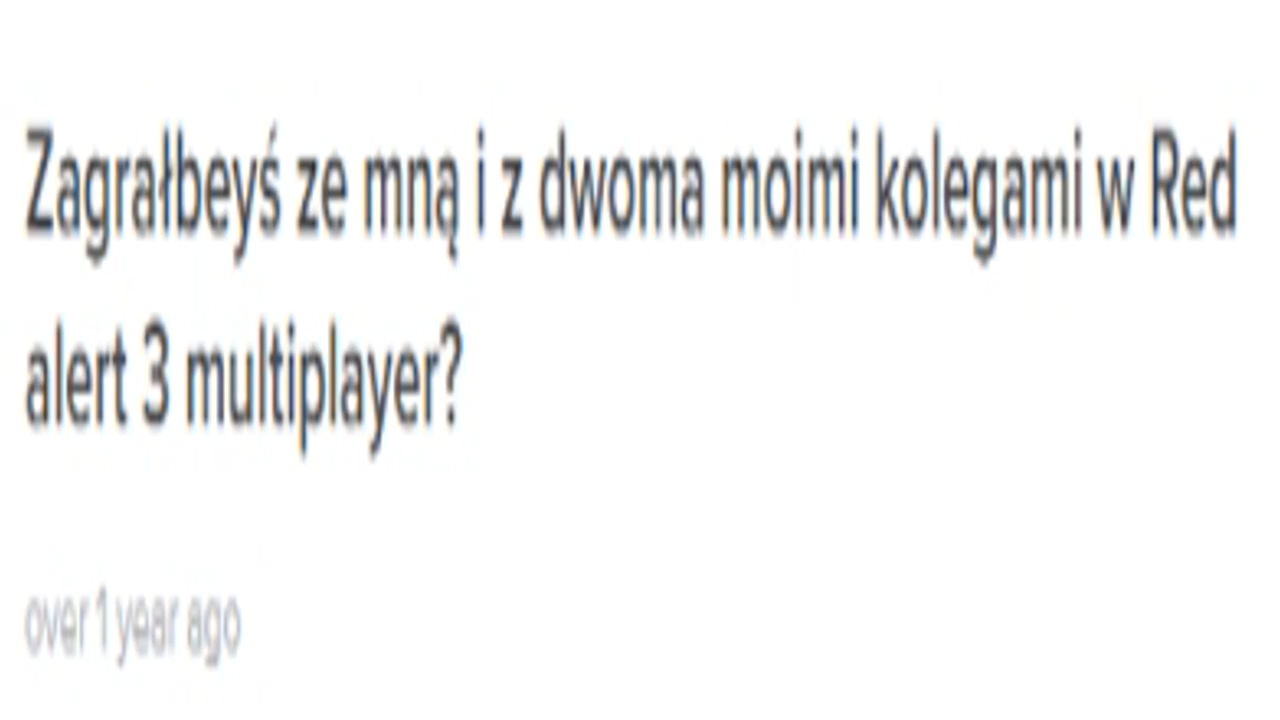 Zagrałbeyś ze mną i z dwoma moimi kolegami w Red
alert 3 multiplayer?
over 1 year ago